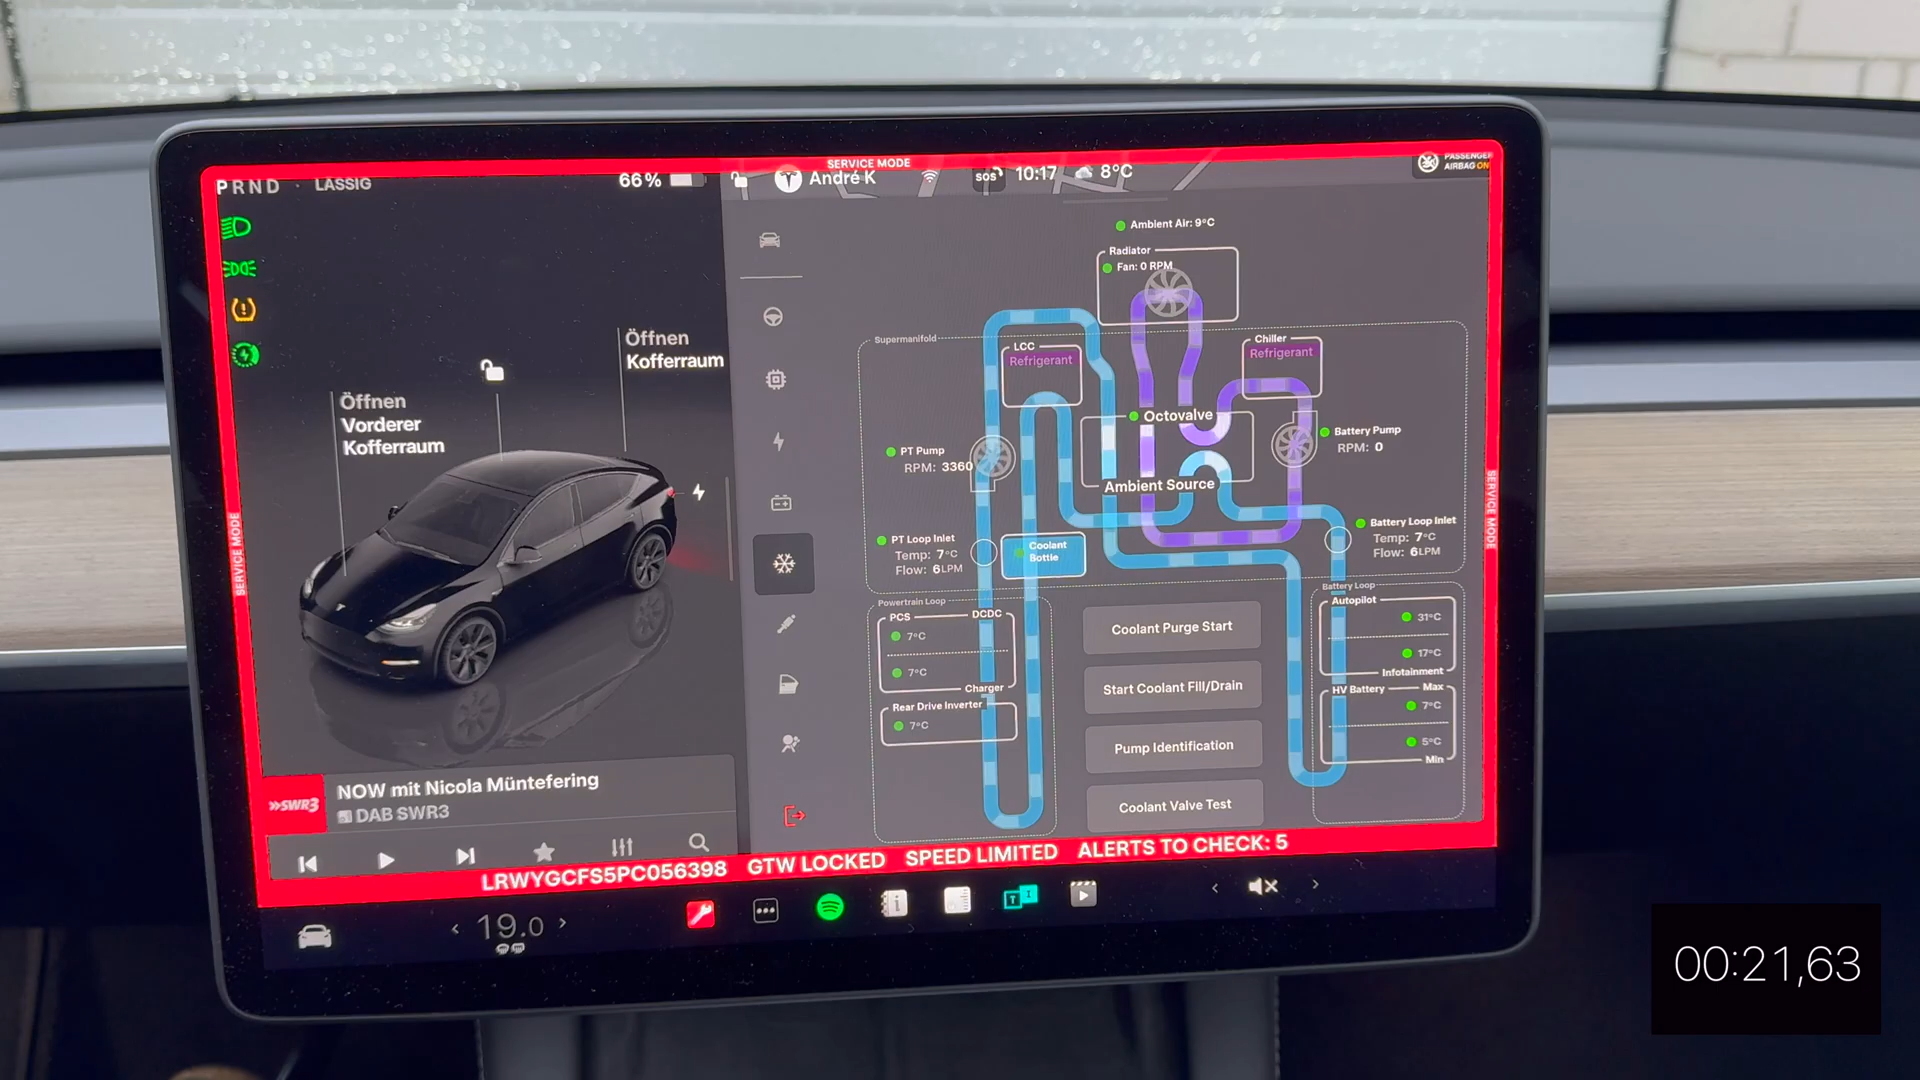 SERVICE MODE
PRND · LÄSSIG
66%
André K
SOS
10:17
8°C
PASSENGER
AIRBAG ON
Öffnen
Kofferraum
Öffnen
Vorderer
Kofferraum
SERVICE MODE
Ambient Air: 9°C
Radiator
Fan: 0 RPM
Supermanifold
LCC
Refrigerant
Chiller
Refrigerant
Octovalve
Ambient Source
PT Pump
RPM: 3360
Battery Pump
RPM: 0
PT Loop Inlet
Temp: 7°C
Flow: 6LPM
Coolant
Bottle
Battery Loop Inlet
Temp: 7°C
Flow: 6LPM
SERVICE MODE
Powertrain Loop
PCS
DCDC
7°C
7°C
Charger
Rear Drive Inverter
7°C
Coolant Purge Start
Start Coolant Fill/Drain
Pump Identification
Coolant Valve Test
Battery Loop
Autopilot
31°C
17°C
Infotainment
HV Battery
Max
7°C
5°C
Min
»SWR3
NOW mit Nicola Müntefering
DAB SWR3
LRWYGCFS5PC056398 GTW LOCKED SPEED LIMITED ALERTS TO CHECK: 5
19.0
00:21,63